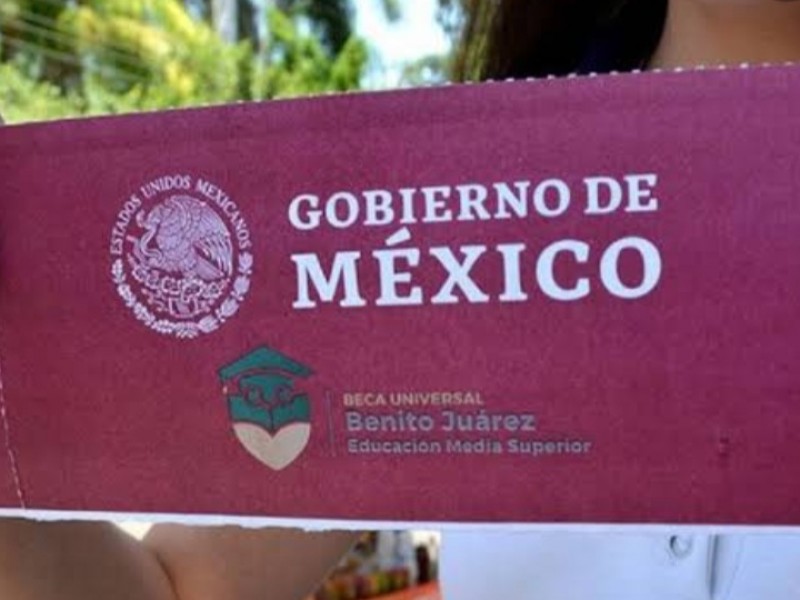 ESTADOS UNIDOS MEXICANOS
GOBIERNO DE
MÉXICO
BECA UNIVERSAL
Benito Juárez
Educación Media Superior